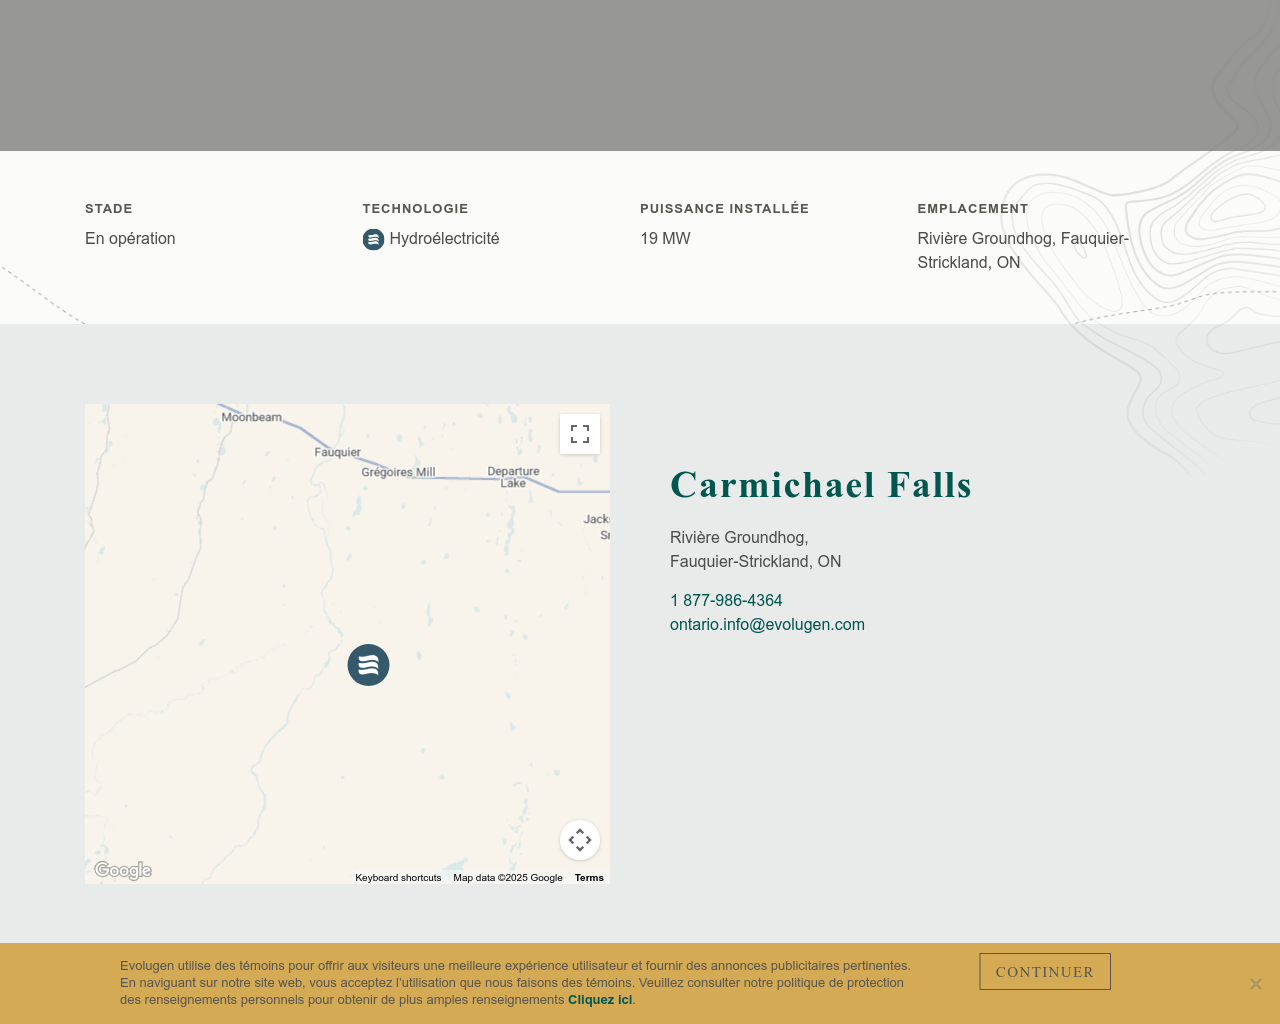 STADE
En opération
TECHNOLOGIE
Hydroélectricité
PUISSANCE INSTALLÉE
19 MW
EMPLACEMENT
Rivière Groundhog, Fauquier-
Strickland, ON
Moonbeam
Fauquier
Grégoires Mill
Departure
Lake
Jacks
Sr
Google
Keyboard shortcuts
Map data ©2025 Google
Terms
Carmichael Falls
Rivière Groundhog,
Fauquier-Strickland, ON
1 877-986-4364
ontario.info@evolugen.com
Evolugen utilise des témoins pour offrir aux visiteurs une meilleure expérience utilisateur et fournir des annonces publicitaires pertinentes.
En naviguant sur notre site web, vous acceptez l'utilisation que nous faisons des témoins. Veuillez consulter notre politique de protection
des renseignements personnels pour obtenir de plus amples renseignements Cliquez ici.
CONTINUER